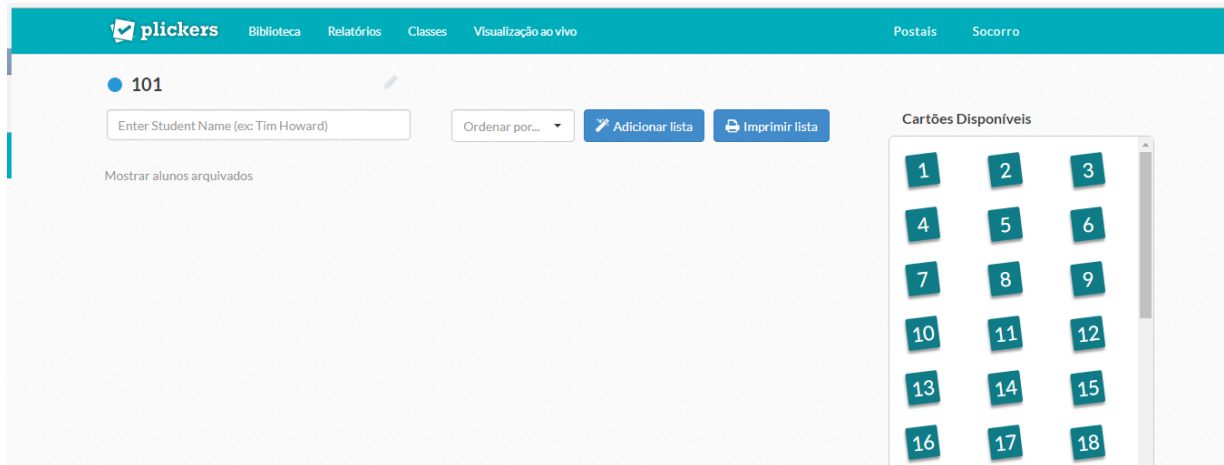 plickers Biblioteca Relatórios Classes Visualização ao vivo Postais Socorro
101
Enter Student Name (ex: Tim Howard) Ordenar por... Adicionar lista Imprimir lista
Mostrar alunos arquivados
Cartões Disponíveis
1 2 3
4 5 6
7 8 9
10 11 12
13 14 15
16 17 18